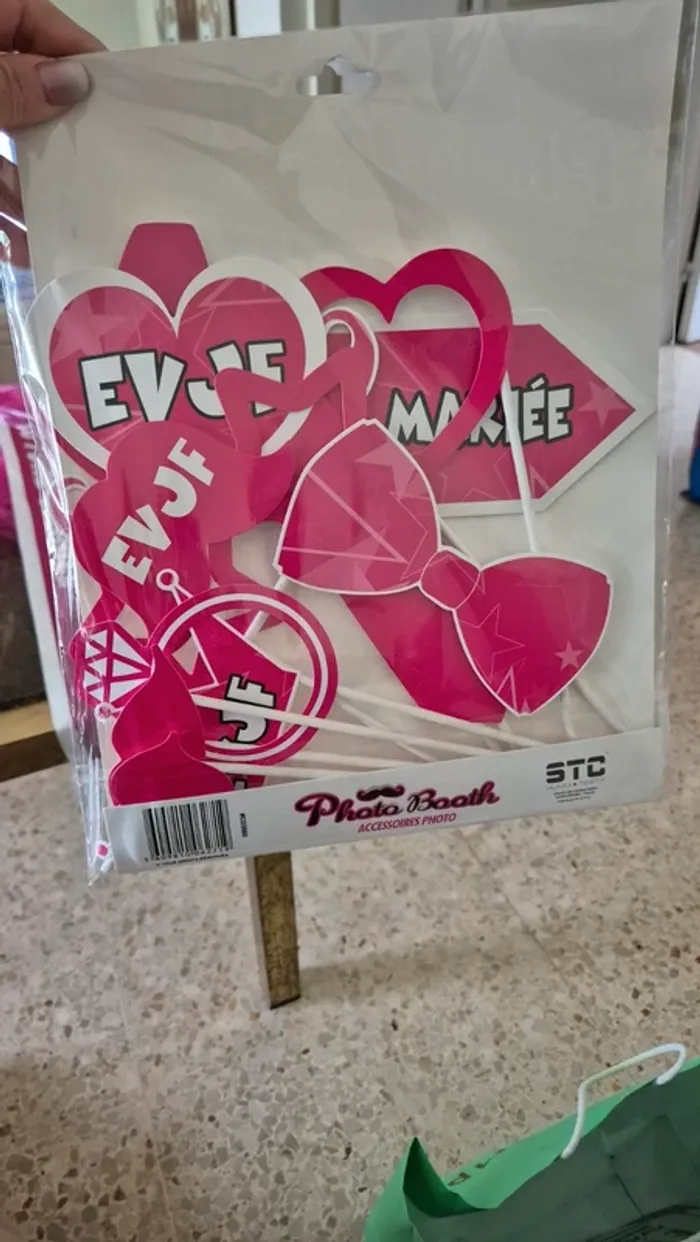 EVJF
MARIÉE
EVJF
JF
Photo Booth
ACCESSOIRES PHOTO
STC